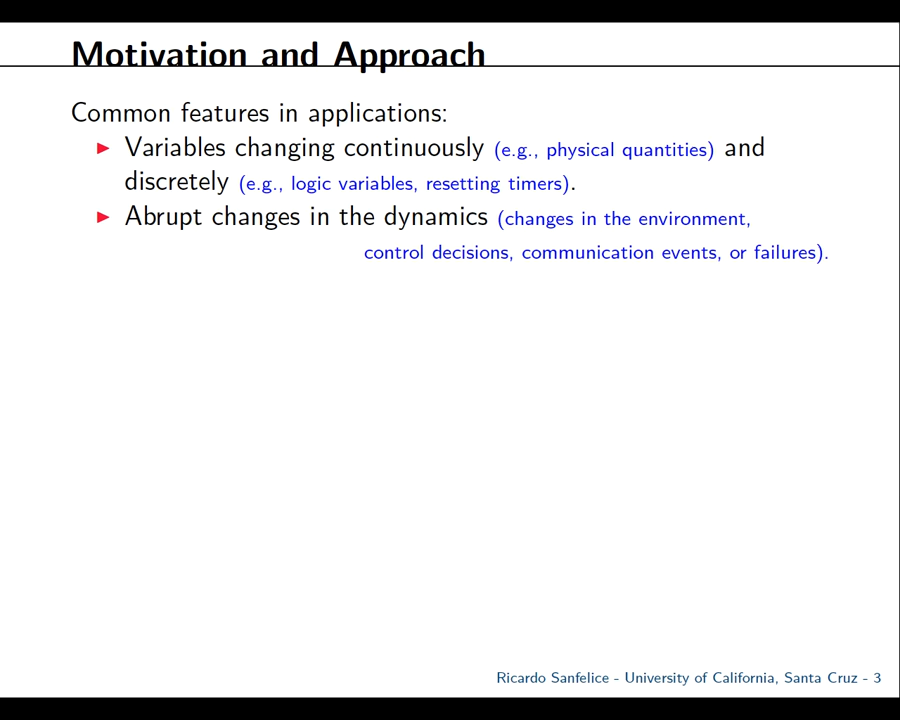 Motivation and Approach
Common features in applications:
▶ Variables changing continuously (e.g., physical quantities) and
discretely (e.g., logic variables, resetting timers).
▶ Abrupt changes in the dynamics (changes in the environment,
control decisions, communication events, or failures).
Ricardo Sanfelice - University of California, Santa Cruz - 3